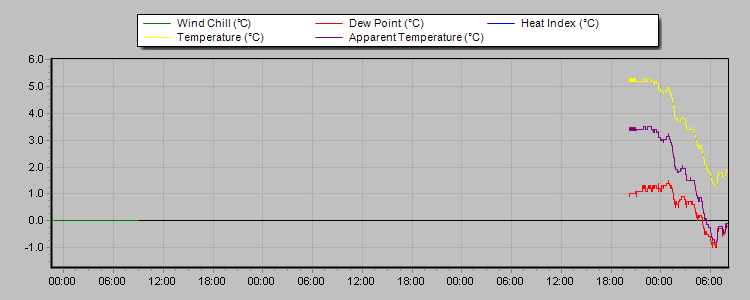 Wind Chill (°C) Dew Point (°C) Heat Index (°C)
Temperature (°C) Apparent Temperature (°C)
6.0
5.0
4.0
3.0
2.0
1.0
0.0
-1.0
00:00 06:00 12:00 18:00 00:00 06:00 12:00 18:00 00:00 06:00 12:00 18:00 00:00 06:00